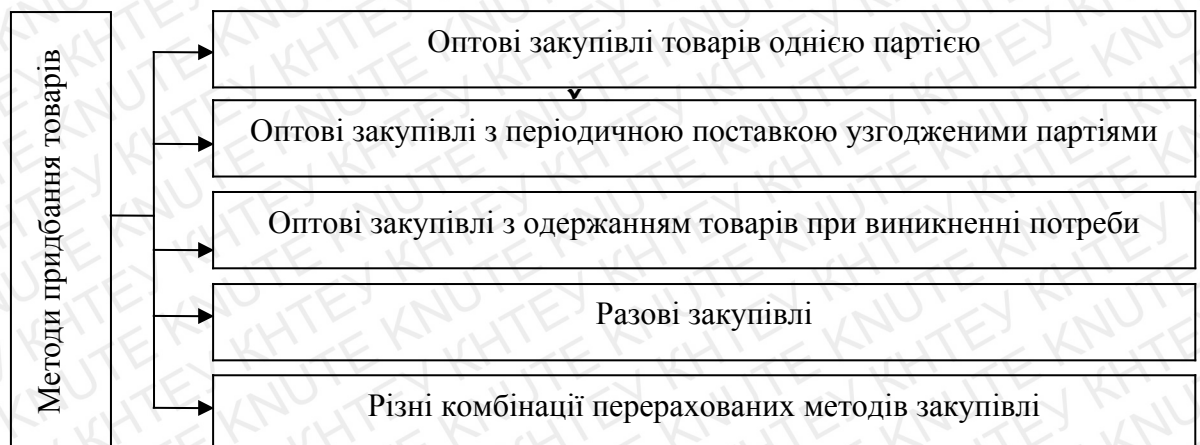 Методи придбання товарів
Оптові закупівлі товарів однією партією
Оптові закупівлі з періодичною поставкою узгодженими партіями
Оптові закупівлі з одержанням товарів при виникненні потреби
Разові закупівлі
Різні комбінації перерахованих методів закупівлі